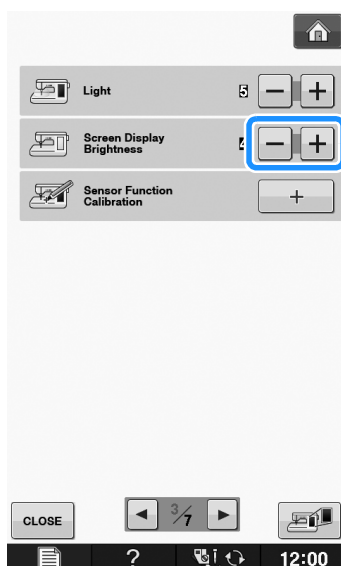 Light 5 − +
Screen Display
Brightness − +
Sensor Function
Calibration +
CLOSE 3/7
? 12:00